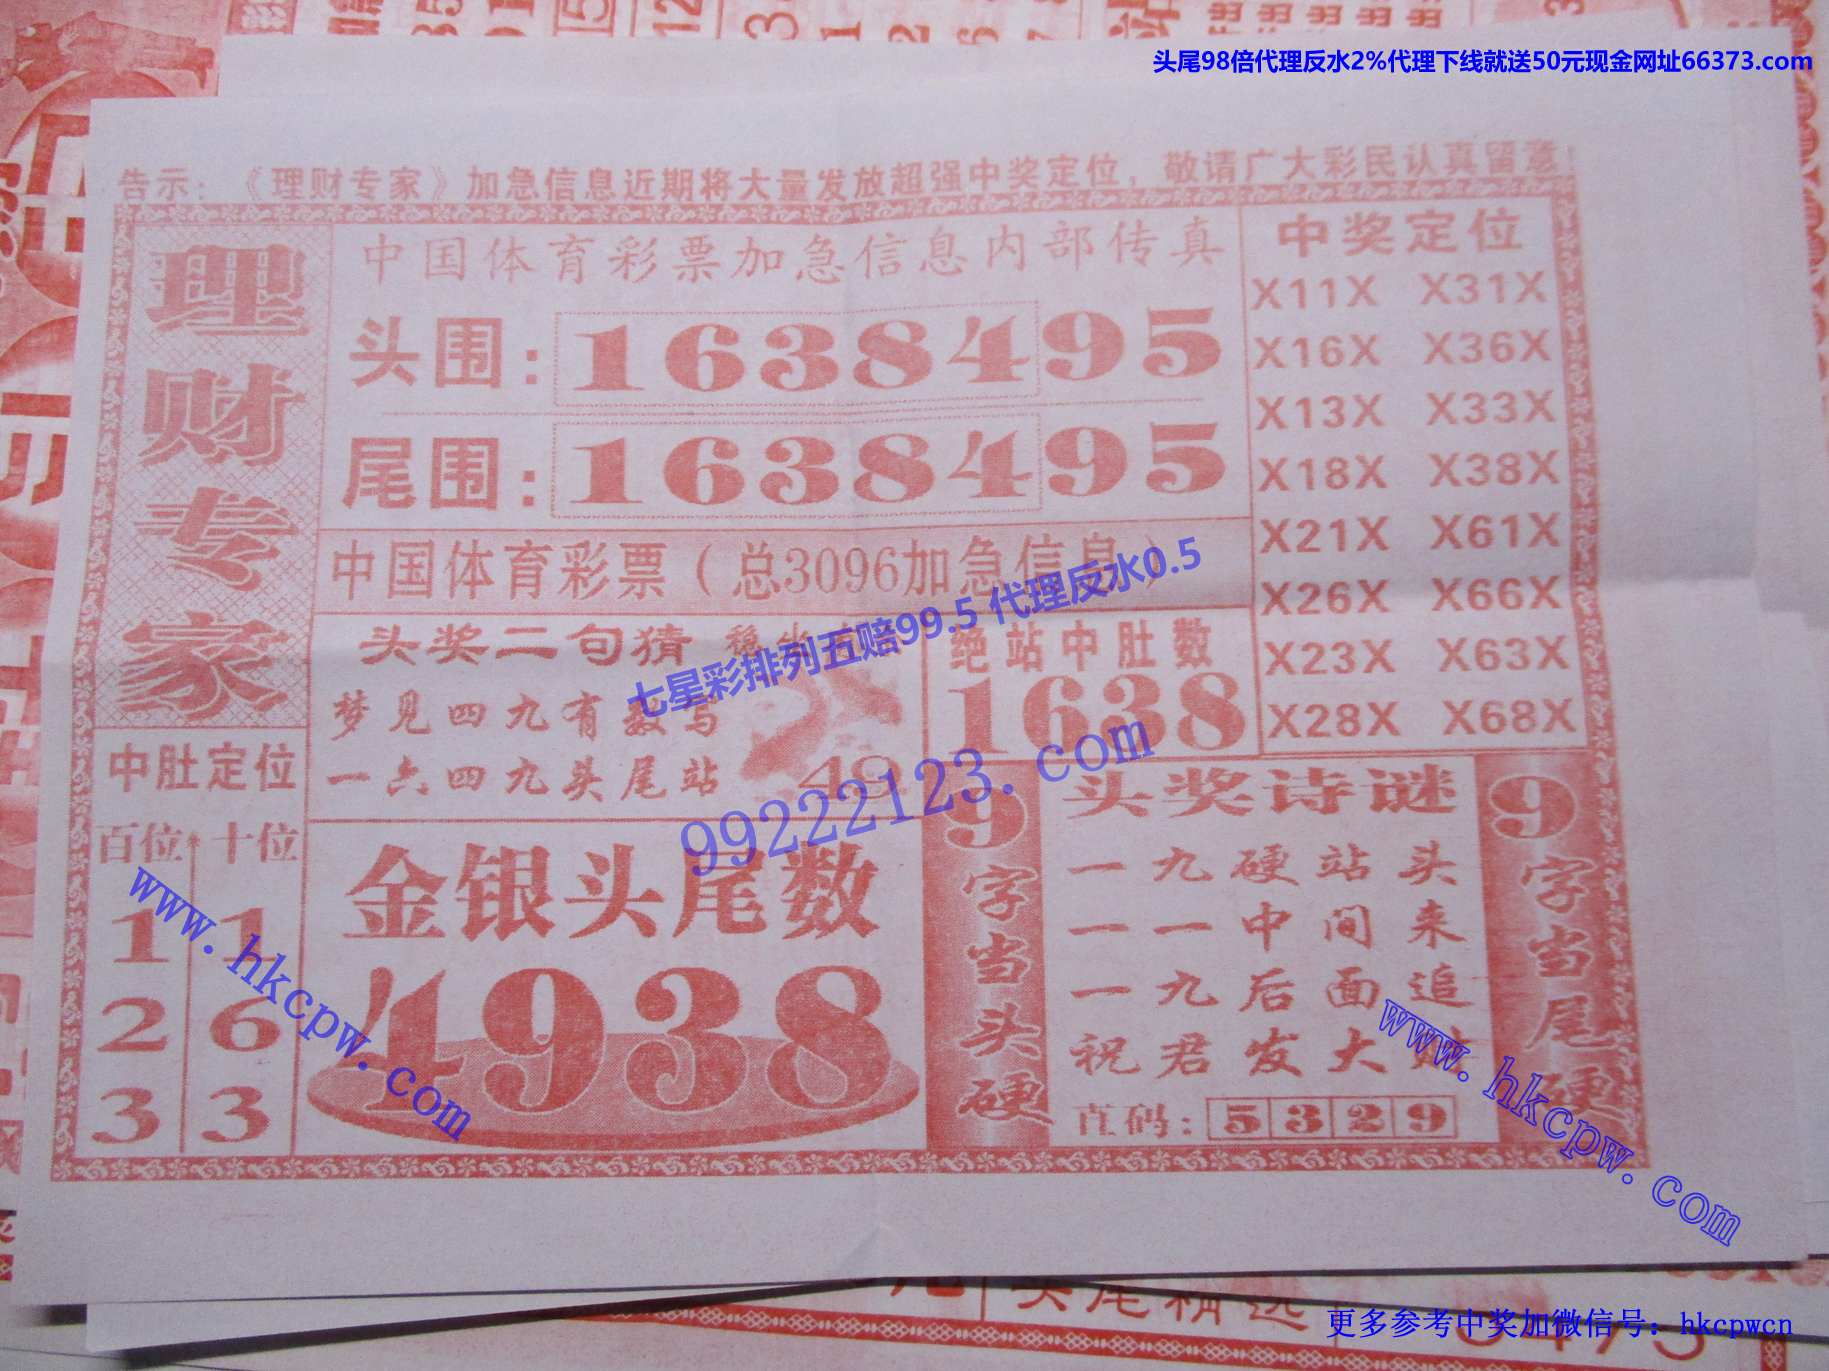 头尾98倍代理反水2%代理下线就送50元现金网址66373.com
告示：《理财专家》加急信息近期将大量发放超强中奖定位，敬请广大彩民认真留意！
理财专家
中国体育彩票加急信息内部传真
头围：1638495
尾围：1638495
中国体育彩票（总3096加急信息）
中奖定位
X11X X31X
X16X X36X
X13X X33X
X18X X38X
X21X X61X
X26X X66X
X23X X63X
X28X X68X
七星彩排列五赔99.5 代理反水0.5
头奖二句猜
梦见四九有数写
一六四九头尾站
49
绝站中肚数
1638
99222123.com
中肚定位
百位 十位
1 1
2 6
3 3
金银头尾数
4938
9字当头硬
头奖诗谜
一九硬站头
一一中间来
一九后面追
祝君发大财
直码：5329
9字当尾硬
www.hkcpw.com
www.hkcpw.com
头尾精选
更多参考中奖加微信号：hkcpwcn